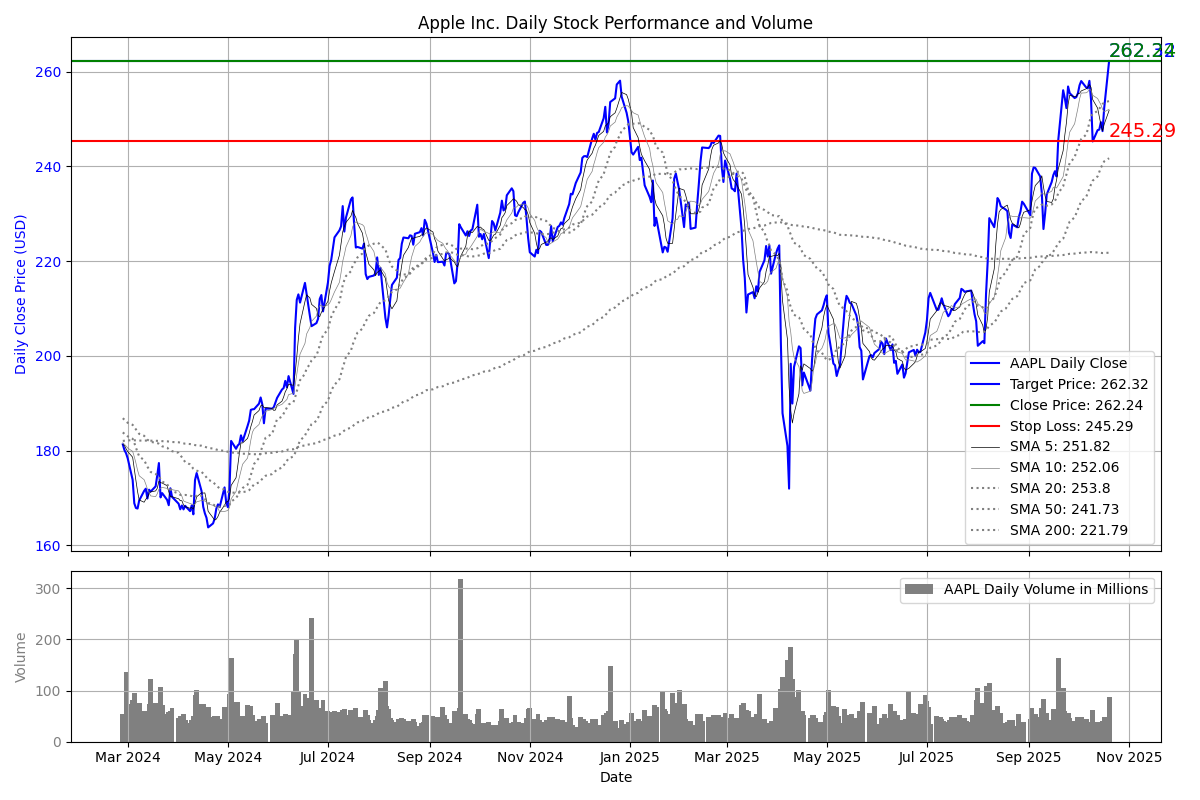 Apple Inc. Daily Stock Performance and Volume
262.24
245.29
Daily Close Price (USD)
260
240
220
200
180
160
AAPL Daily Close
Target Price: 262.32
Close Price: 262.24
Stop Loss: 245.29
SMA 5: 251.82
SMA 10: 252.06
SMA 20: 253.8
SMA 50: 241.73
SMA 200: 221.79
AAPL Daily Volume in Millions
Volume
300
200
100
0
Mar 2024 May 2024 Jul 2024 Sep 2024 Nov 2024 Jan 2025 Mar 2025 May 2025 Jul 2025 Sep 2025 Nov 2025
Date